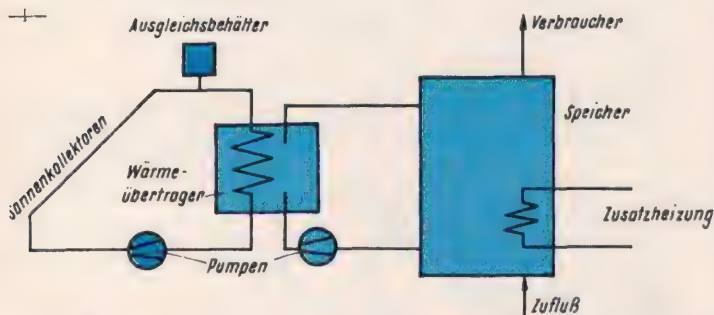 Ausgleichsbehälter
Verbraucher
Sonnenkollektoren
Speicher
Wärme-
übertrager
Zusatzheizung
Pumpen
Zufluß